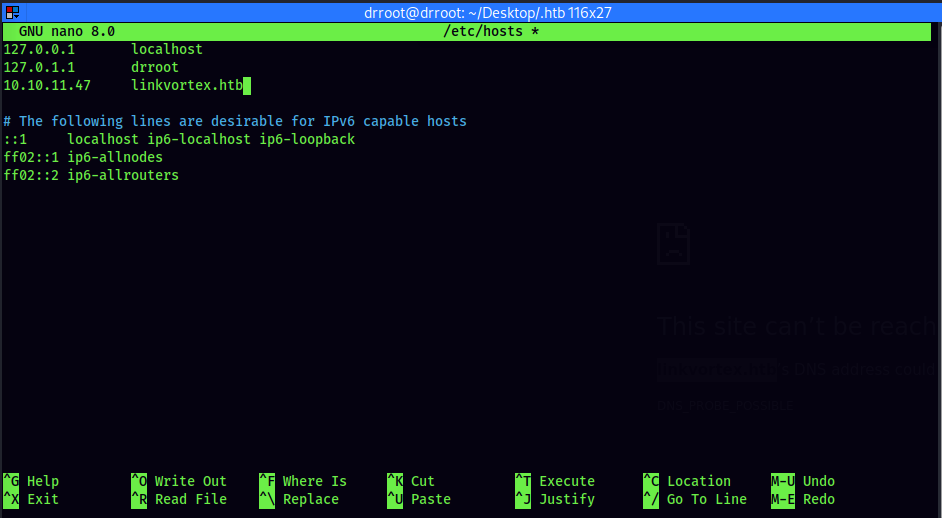 drroot@drroot: ~/Desktop/.htb 116x27
GNU nano 8.0 /etc/hosts *
127.0.0.1 localhost
127.0.1.1 drroot
10.10.11.47 linkvortex.htb
# The following lines are desirable for IPv6 capable hosts
::1 localhost ip6-localhost ip6-loopback
ff02::1 ip6-allnodes
ff02::2 ip6-allrouters
This site can't be reach
linkvortex.htb's DNS address could
DNS_PROBE_POSSIBLE
^G Help ^O Write Out ^F Where Is ^K Cut ^T Execute ^C Location M-U Undo
^X Exit ^R Read File ^\ Replace ^U Paste ^J Justify ^/ Go To Line M-E Redo